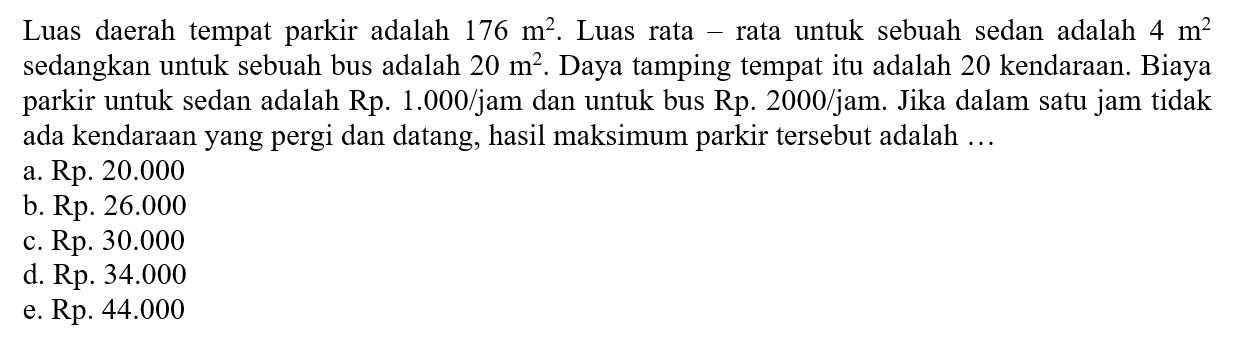 Luas daerah tempat parkir adalah 176 m². Luas rata – rata untuk sebuah sedan adalah 4 m²
sedangkan untuk sebuah bus adalah 20 m². Daya tamping tempat itu adalah 20 kendaraan. Biaya
parkir untuk sedan adalah Rp. 1.000/jam dan untuk bus Rp. 2000/jam. Jika dalam satu jam tidak
ada kendaraan yang pergi dan datang, hasil maksimum parkir tersebut adalah …
a. Rp. 20.000
b. Rp. 26.000
c. Rp. 30.000
d. Rp. 34.000
e. Rp. 44.000